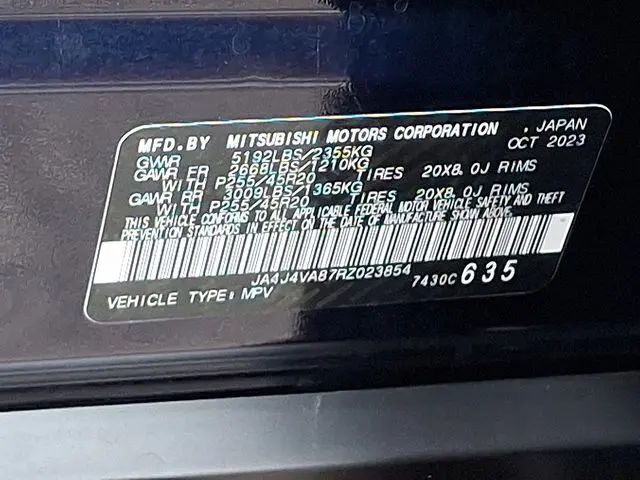 MFD.BY MITSUBISHI MOTORS CORPORATION, JAPAN
GVWR 5192LBS/2355KG OCT 2023
GAWR FR 2668LBS/1210KG
WITH P255/45R20 TIRES 20X8.0J RIMS
GAWR RR 3009LBS/1365KG
WITH P255/45R20 TIRES 20X8.0J RIMS
THIS VEHICLE CONFORMS TO ALL APPLICABLE FEDERAL MOTOR VEHICLE SAFETY AND THEFT
PREVENTION STANDARDS IN EFFECT ON THE DATE OF MANUFACTURE SHOWN ABOVE.
JA4J4VA87RZ023854 7430C 635
VEHICLE TYPE: MPV